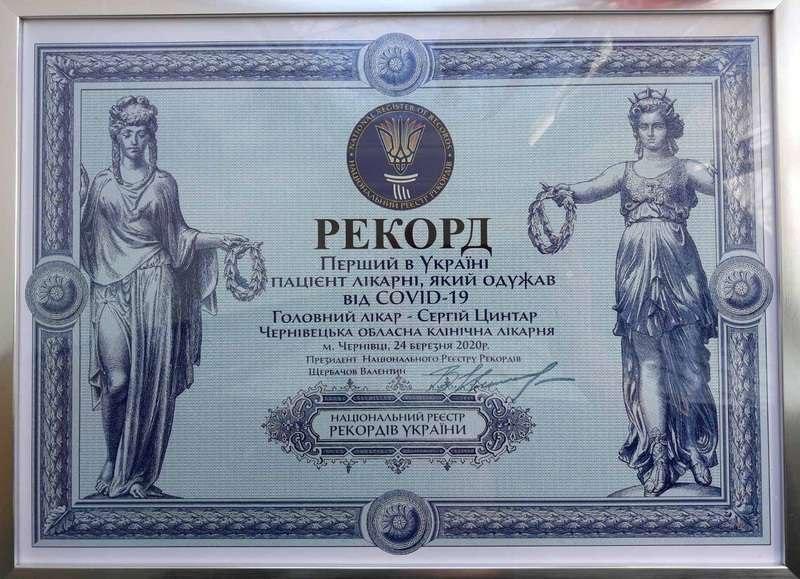 NATIONAL REGISTER OF RECORDS
НАЦІОНАЛЬНИЙ РЕЄСТР РЕКОРДІВ
РЕКОРД
Перший в Україні
пацієнт лікарні, який одужав
від COVID-19
Головний лікар - Сергій Цинтар
Чернівецька обласна клінічна лікарня
м. Чернівці, 24 березня 2020р.
Президент Національного Реєстру Рекордів
Щербачов Валентин
НАЦІОНАЛЬНИЙ РЕЄСТР
РЕКОРДІВ УКРАЇНИ